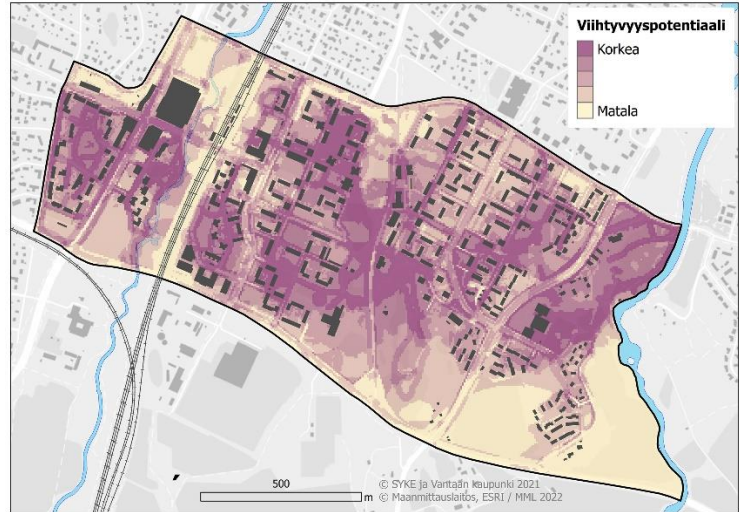 Viihtyvyyspotentiaali
Korkea
Matala
500
m
© SYKE ja Vantaan kaupunki 2021
© Maanmittauslaitos, ESRI / MML 2022